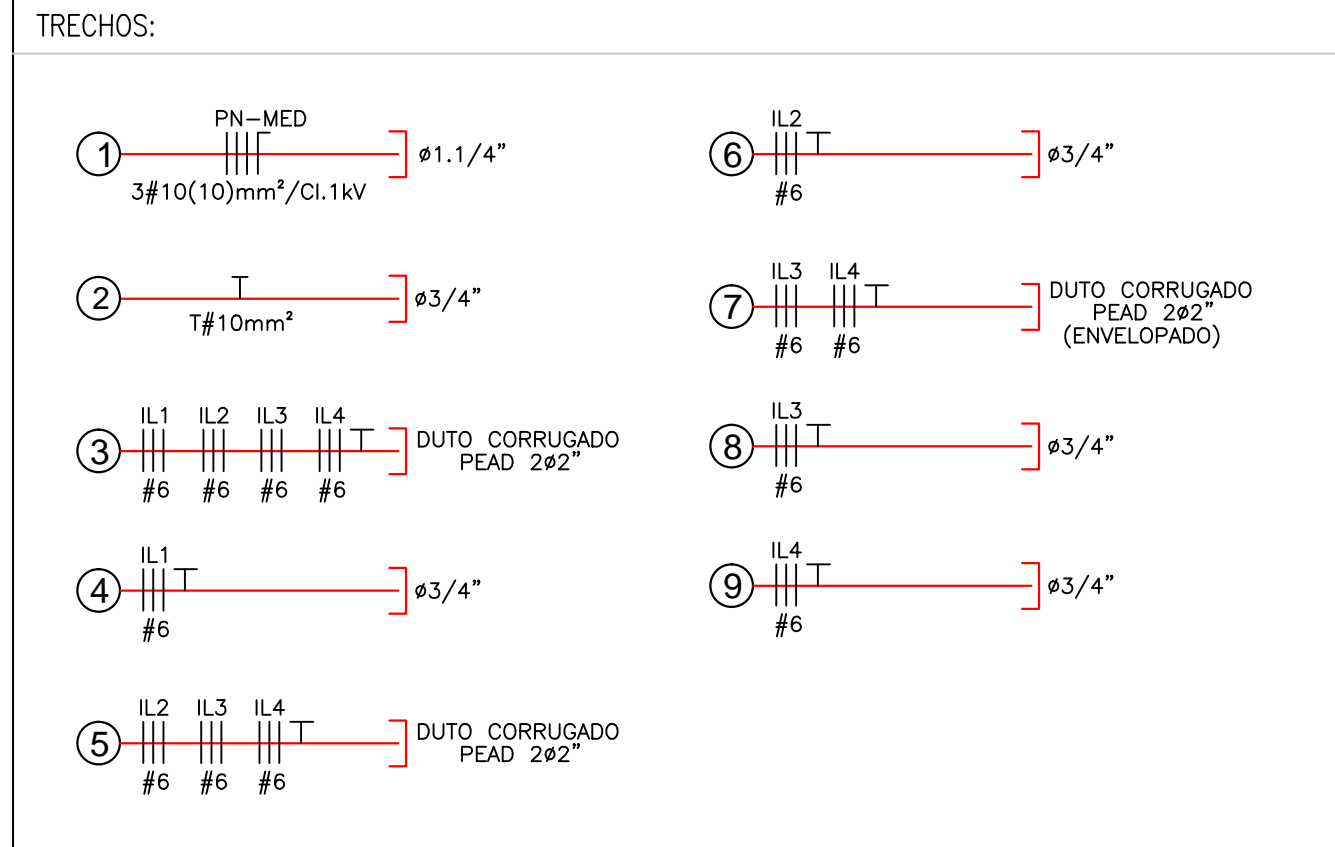 TRECHOS:
1
PN-MED
3#10(10)mm²/Cl.1kV
ø1.1/4"
2
T#10mm²
ø3/4"
3
IL1 IL2 IL3 IL4
#6 #6 #6 #6
DUTO CORRUGADO
PEAD 2ø2"
4
IL1
#6
ø3/4"
5
IL2 IL3 IL4
#6 #6 #6
DUTO CORRUGADO
PEAD 2ø2"
6
IL2
#6
ø3/4"
7
IL3 IL4
#6 #6
DUTO CORRUGADO
PEAD 2ø2"
(ENVELOPADO)
8
IL3
#6
ø3/4"
9
IL4
#6
ø3/4"